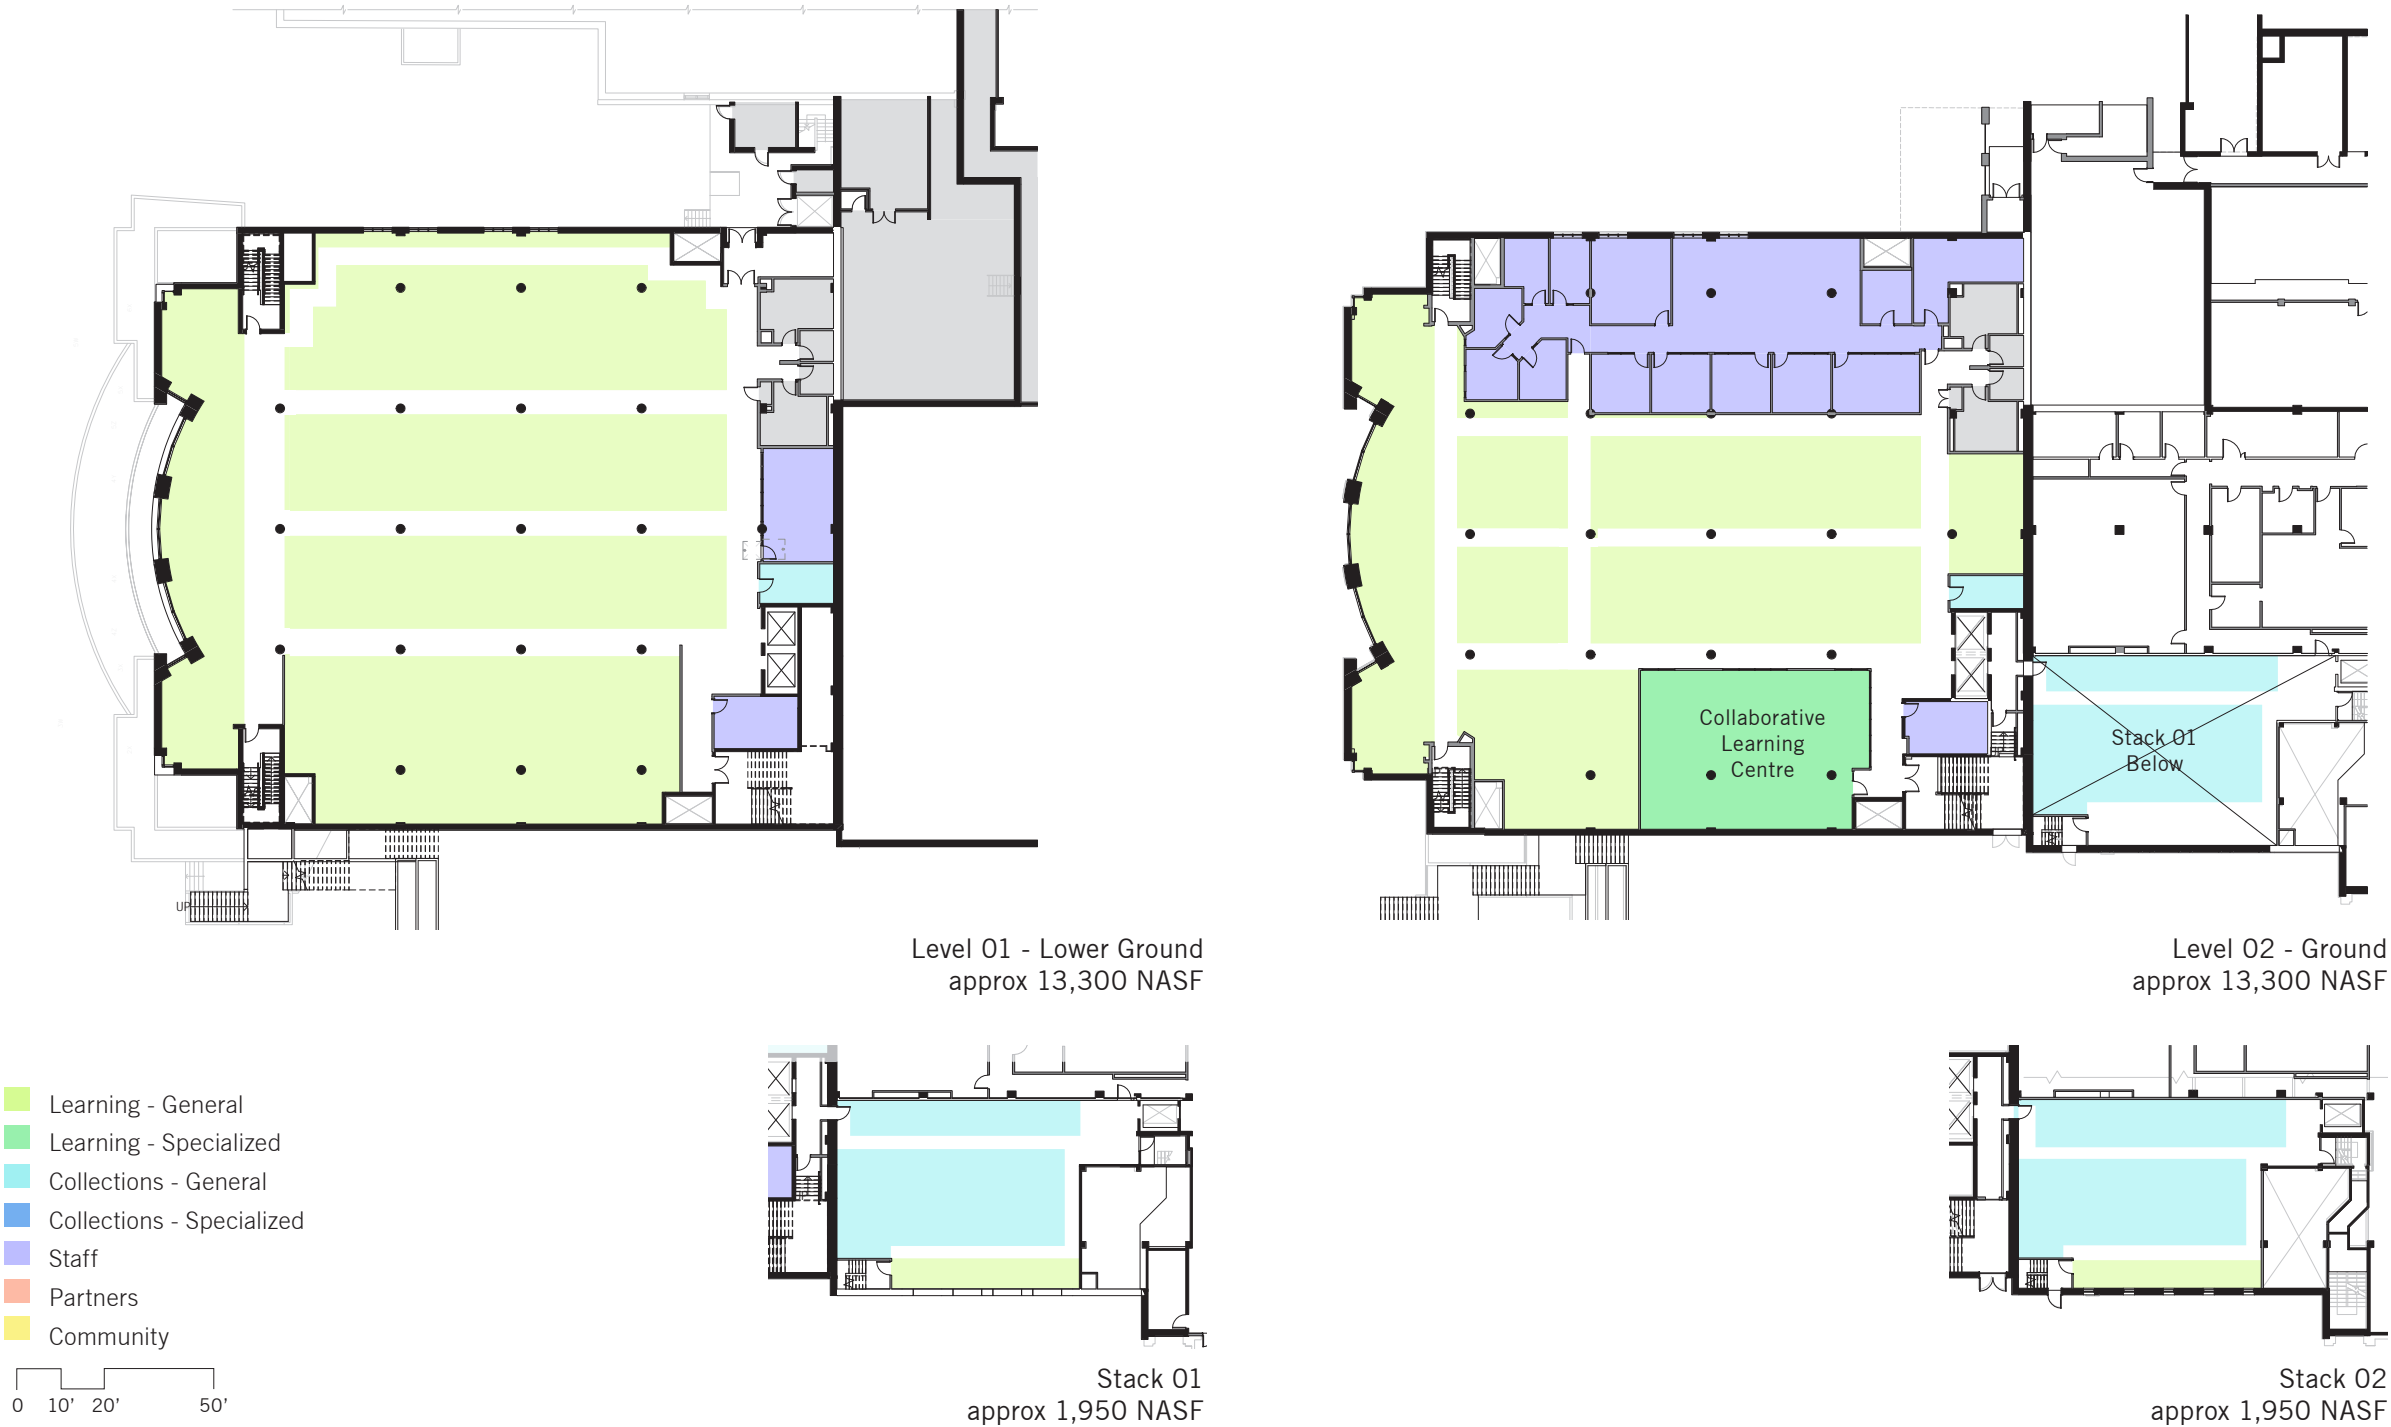 Collaborative
Learning
Centre
Stack 01
Below
UP
Level 01 - Lower Ground
approx 13,300 NASF
Level 02 - Ground
approx 13,300 NASF
Learning - General
Learning - Specialized
Collections - General
Collections - Specialized
Staff
Partners
Community
0 10’ 20’ 50’
Stack 01
approx 1,950 NASF
Stack 02
approx 1,950 NASF